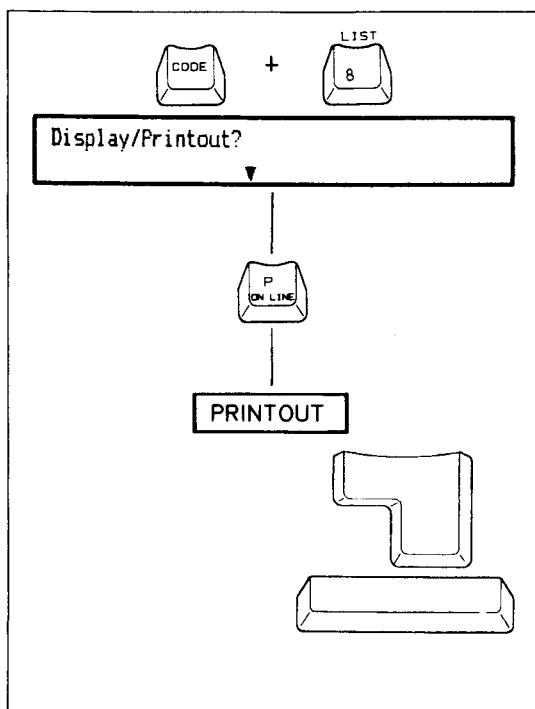 LIST
CODE + 8
Display/Printout?
P
ON LINE
PRINTOUT